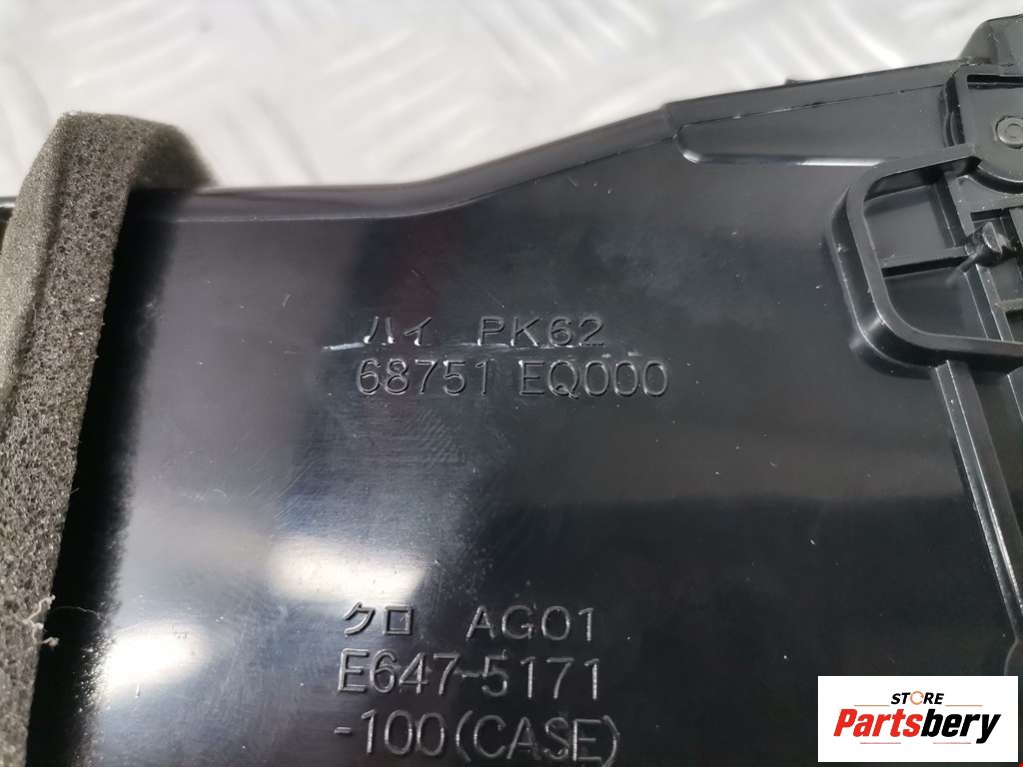 ハイ PK62
68751 EQ000
クロ AG01
E647-5171
-100(CASE)
STORE
Partsbery